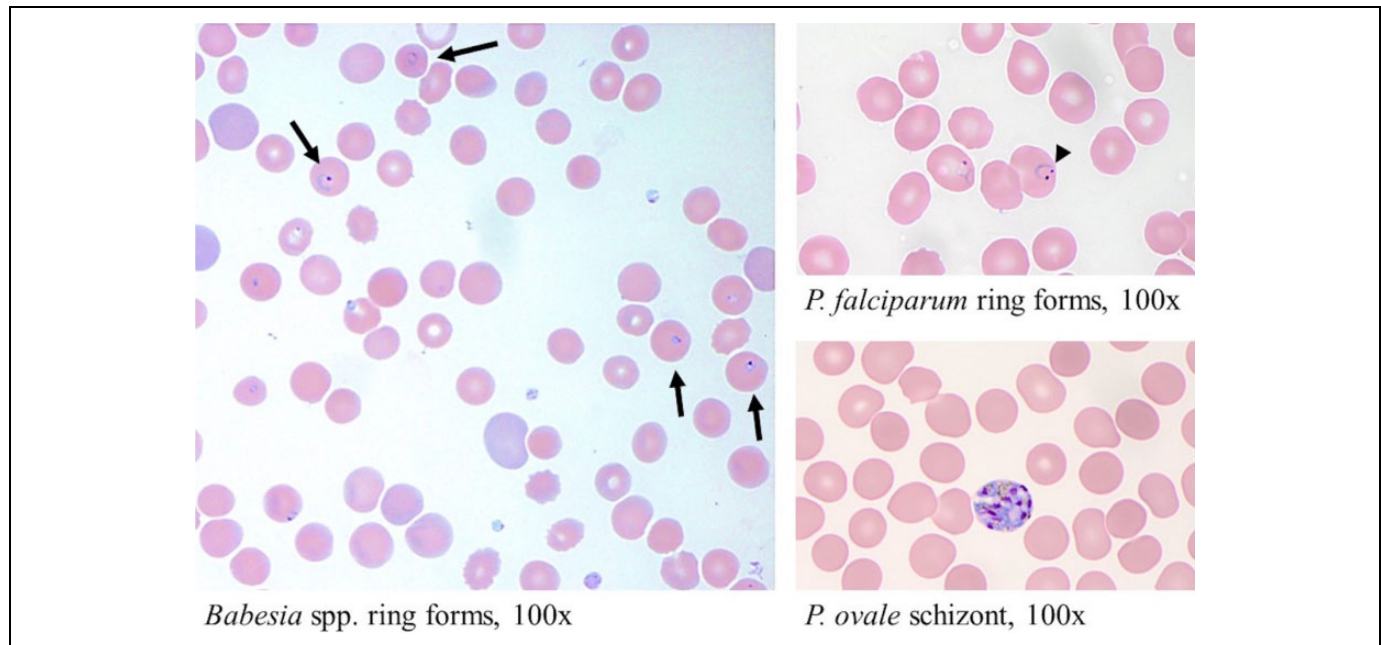 P. falciparum ring forms, 100x
Babesia spp. ring forms, 100x
P. ovale schizont, 100x